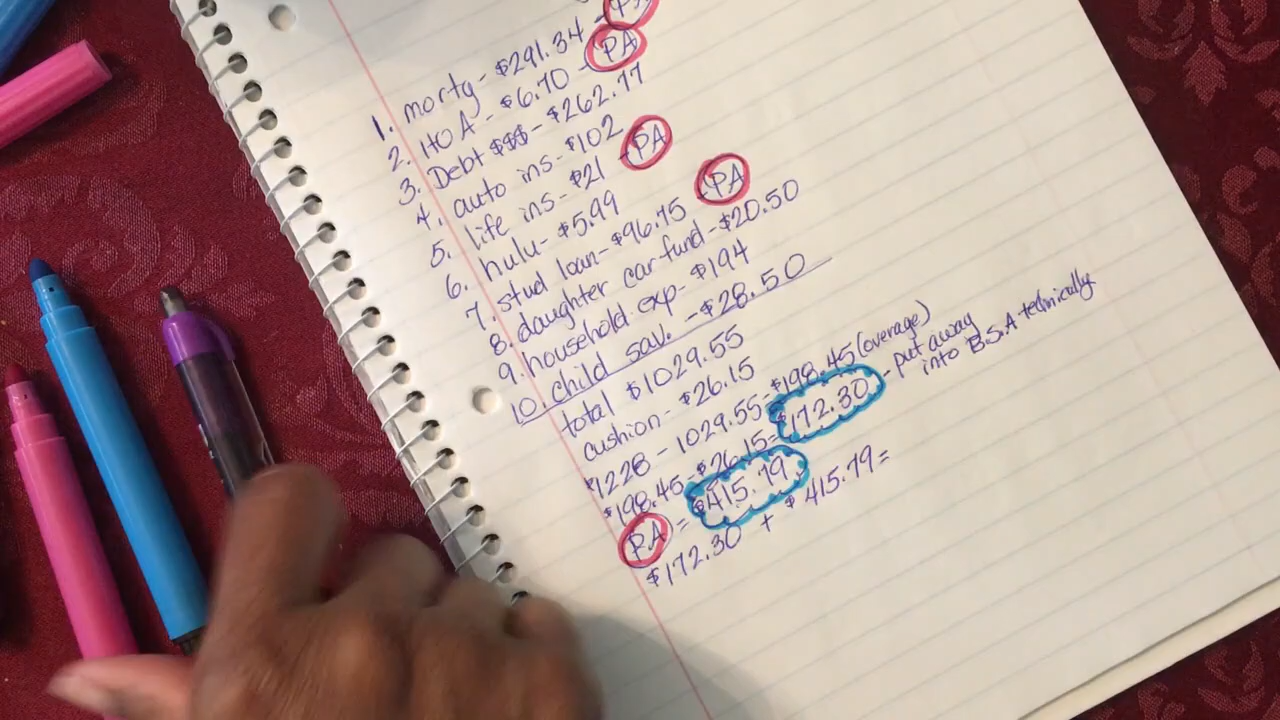 1. morty - $291.34 - PA
2. HOA - $6.70 - PA
3. Debt $$$ - $262.77
4. auto ins - $102
5. life ins - $21 - PA
6. hulu - $5.99
7. stud loan - $96.75 - PA
8. daughter car fund - $20.50
9. household exp - $194
10. child sav. - $28.50
total $1029.55
cushion - $26.15
$1228 - 1029.55 = $198.45 (overage)
$198.45 - $26.15 = $172.30 - put away
into B.S.A technically
PA = $415.79
$172.30 + $415.79 =